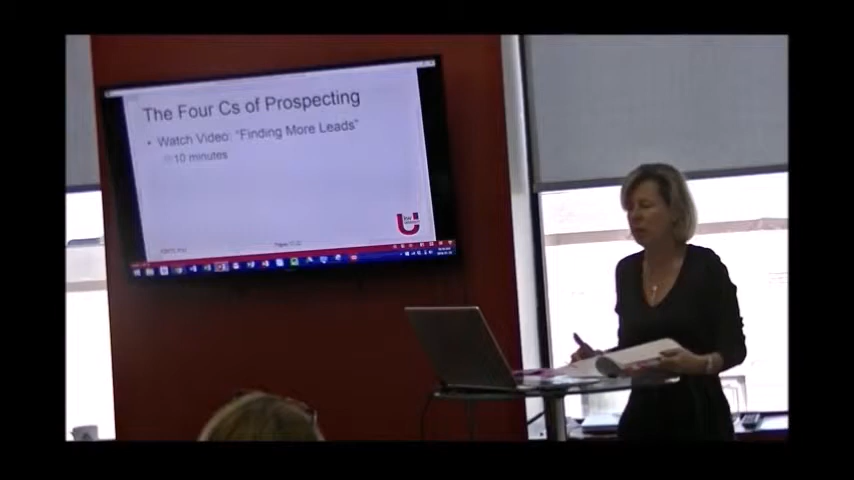 The Four Cs of Prospecting
• Watch Video: "Finding More Leads"
10 minutes